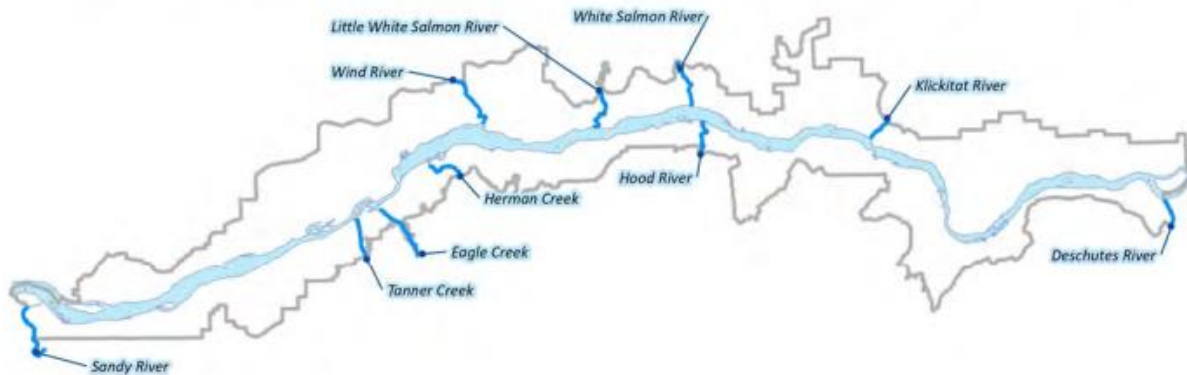 White Salmon River
Little White Salmon River
Wind River
Klickitat River
Hood River
Herman Creek
Eagle Creek
Deschutes River
Tanner Creek
Sandy River